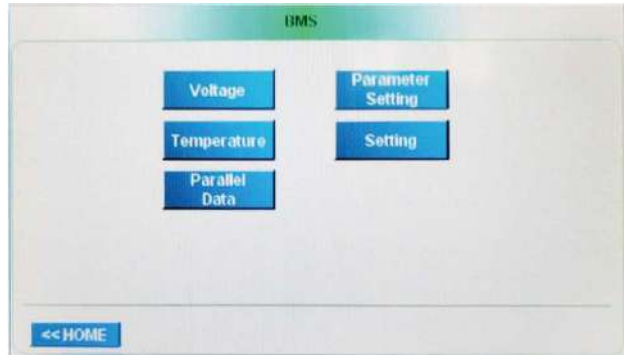 BMS
Voltage
Parameter
Setting
Temperature
Setting
Parallel
Data
<< HOME